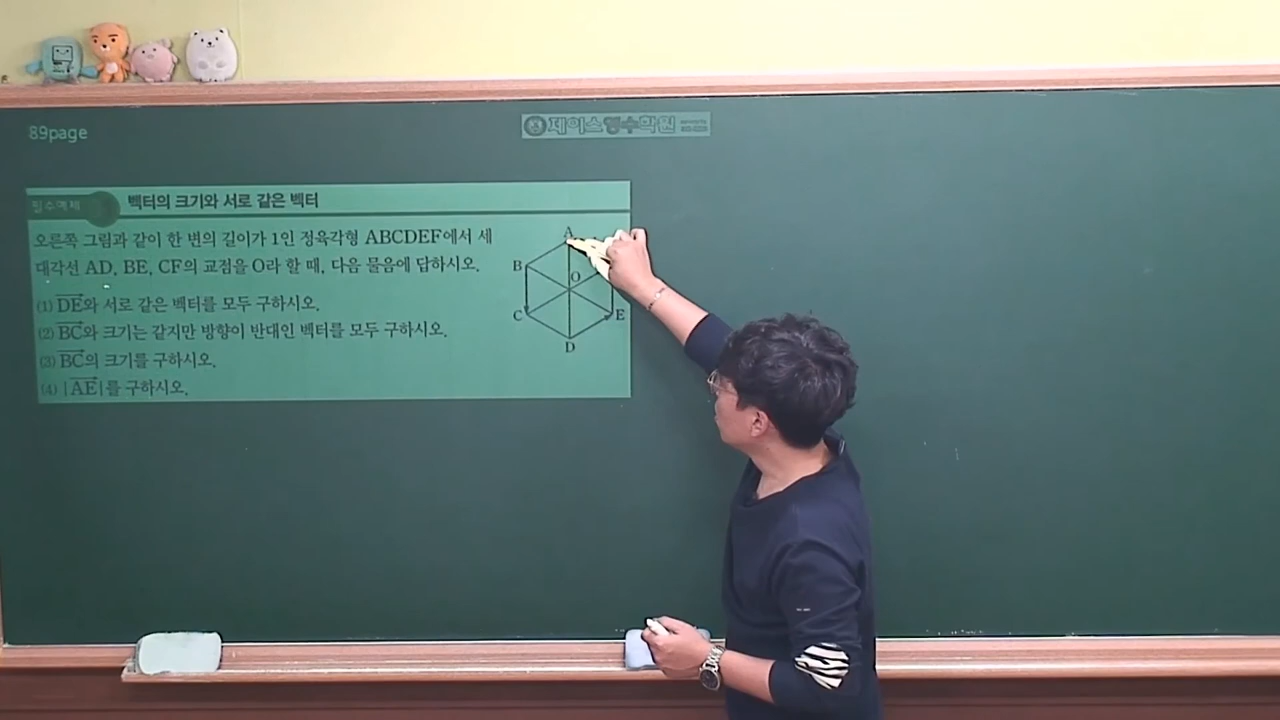 89page
제이스영수학원
필수예제
벡터의 크기와 서로 같은 벡터
오른쪽 그림과 같이 한 변의 길이가 1인 정육각형 ABCDEF에서 세
대각선 AD, BE, CF의 교점을 O라 할 때, 다음 물음에 답하시오.
(1) DE와 서로 같은 벡터를 모두 구하시오.
(2) BC와 크기는 같지만 방향이 반대인 벡터를 모두 구하시오.
(3) BC의 크기를 구하시오.
(4) |AE|를 구하시오.
A
B
O
C
E
D